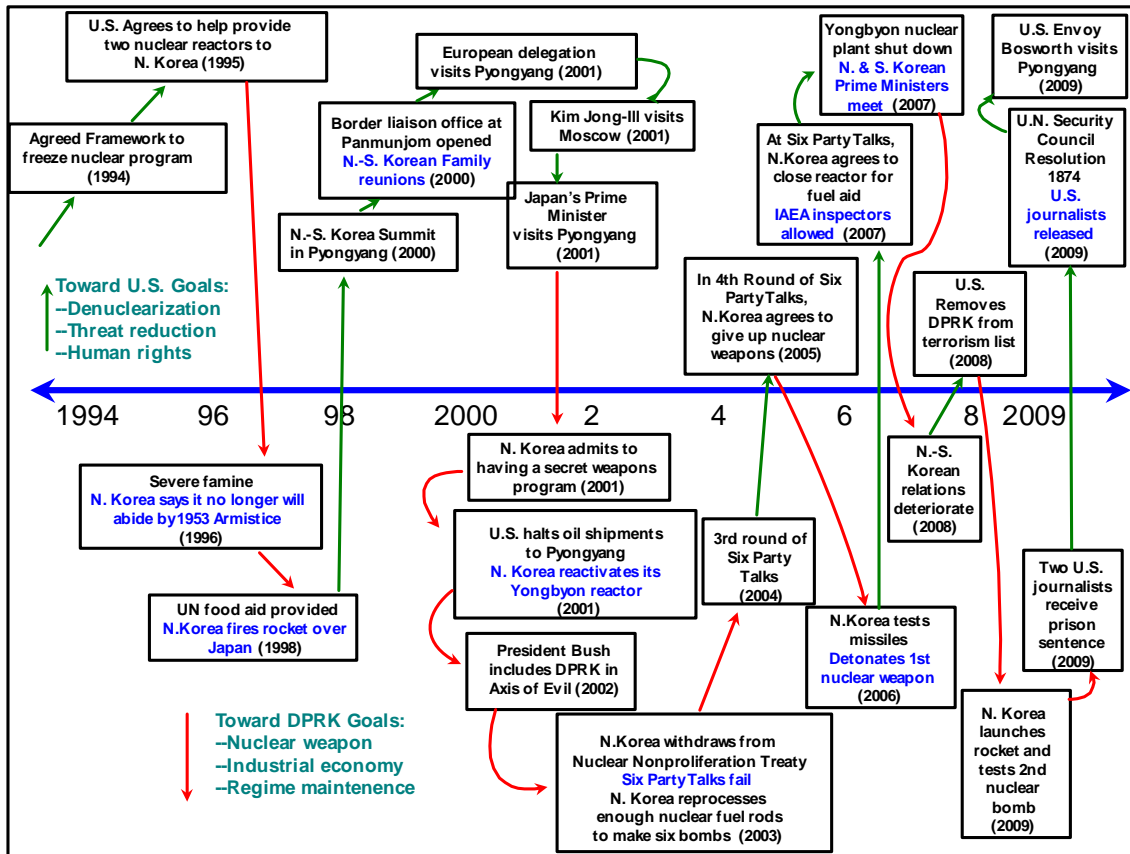 U.S. Agrees to help provide
two nuclear reactors to
N. Korea (1995)
Agreed Framework to
freeze nuclear program
(1994)
European delegation
visits Pyongyang (2001)
Border liaison office at
Panmunjom opened
N.-S. Korean Family
reunions (2000)
Kim Jong-Ill visits
Moscow (2001)
N.-S. Korea Summit
in Pyongyang (2000)
Japan's Prime
Minister
visits Pyongyang
(2001)
Yongbyon nuclear
plant shut down
N. & S. Korean
Prime Ministers
meet (2007)
At Six Party Talks,
N.Korea agrees to
close reactor for
fuel aid
IAEA inspectors
allowed (2007)
U.S. Envoy
Bosworth visits
Pyongyang
(2009)
U.N. Security
Council
Resolution
1874
U.S.
journalists
released
(2009)
In 4th Round of Six
Party Talks,
N.Korea agrees to
give up nuclear
weapons (2005)
U.S.
Removes
DPRK from
terrorism list
(2008)
Toward U.S. Goals:
--Denuclearization
--Threat reduction
--Human rights
1994 96 98 2000 2 4 6 8 2009
Severe famine
N. Korea says it no longer will
abide by1953 Armistice
(1996)
UN food aid provided
N.Korea fires rocket over
Japan (1998)
N. Korea admits to
having a secret weapons
program (2001)
U.S. halts oil shipments
to Pyongyang
N. Korea reactivates its
Yongbyon reactor
(2001)
President Bush
includes DPRK in
Axis of Evil (2002)
N.Korea withdraws from
Nuclear Nonproliferation Treaty
Six Party Talks fail
N. Korea reprocesses
enough nuclear fuel rods
to make six bombs (2003)
3rd round of
Six Party
Talks
(2004)
N.Korea tests
missiles
Detonates 1st
nuclear weapon
(2006)
N.-S.
Korean
relations
deteriorate
(2008)
N. Korea
launches
rocket and
tests 2nd
nuclear
bomb
(2009)
Two U.S.
journalists
receive
prison
sentence
(2009)
Toward DPRK Goals:
--Nuclear weapon
--Industrial economy
--Regime maintenence